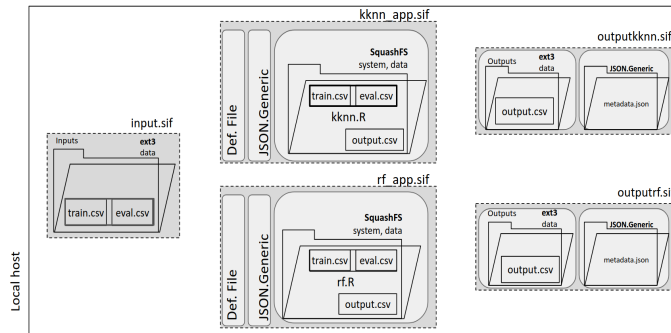 Local host
input.sif
Inputs
ext3
data
train.csv
eval.csv
kknn_app.sif
Def. File
JSON.Generic
SquashFS
system, data
train.csv
eval.csv
kknn.R
output.csv
rf_app.sif
Def. File
JSON.Generic
SquashFS
system, data
train.csv
eval.csv
rf.R
output.csv
outputkknn.sif
Outputs
ext3
data
output.csv
JSON.Generic
metadata.json
outputrf.si
Outputs
ext3
data
output.csv
JSON.Generic
metadata.json